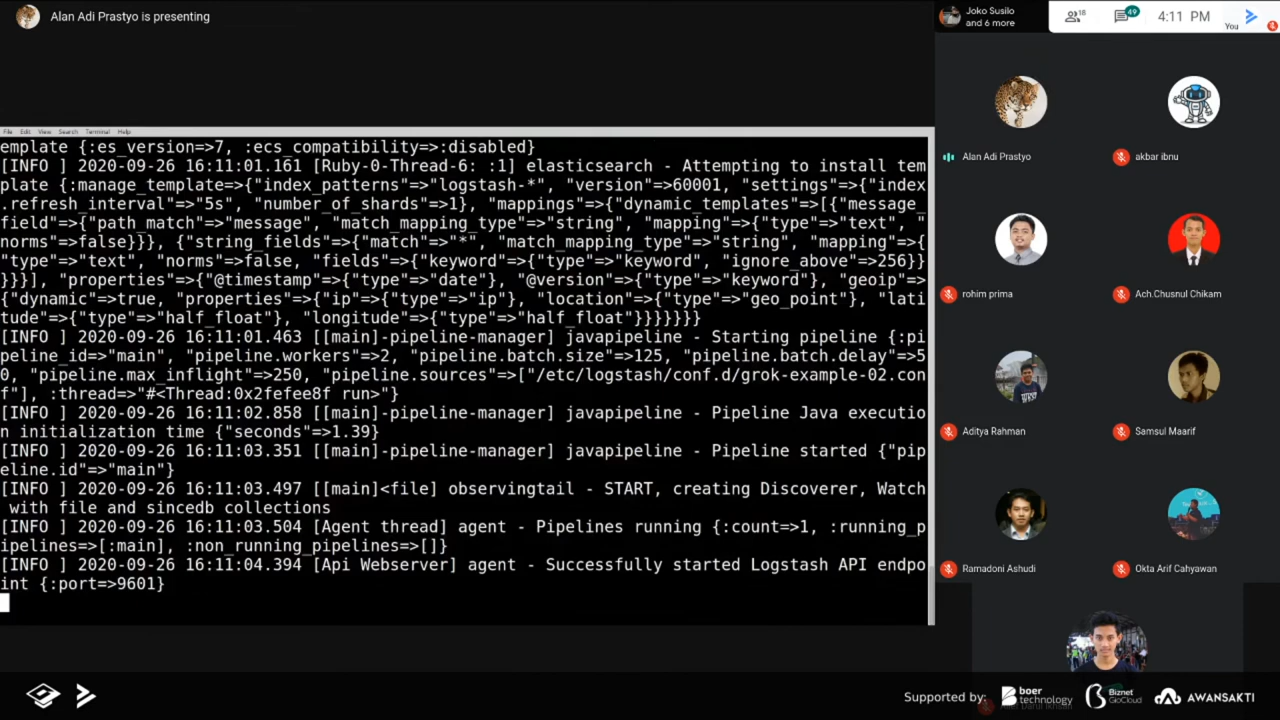 Alan Adi Prastyo is presenting
Joko Susilo
and 6 more
18
49
4:11 PM
You
File Edit View Search Terminal Help
emplate {:es_version=>7, :ecs_compatibility=>:disabled}
[INFO ] 2020-09-26 16:11:01.161 [Ruby-0-Thread-6: :1] elasticsearch - Attempting to install tem
plate {:manage_template=>{"index_patterns"=>"logstash-*", "version"=>60001, "settings"=>{"index
.refresh_interval"=>"5s", "number_of_shards"=>1}, "mappings"=>{"dynamic_templates"=>[{"message_
field"=>{"path_match"=>"message", "match_mapping_type"=>"string", "mapping"=>{"type"=>"text", "
norms"=>false}}}, {"string_fields"=>{"match"=>"*", "match_mapping_type"=>"string", "mapping"=>{
"type"=>"text", "norms"=>false, "fields"=>{"keyword"=>{"type"=>"keyword", "ignore_above"=>256}}
}}}], "properties"=>{"@timestamp"=>{"type"=>"date"}, "@version"=>{"type"=>"keyword"}, "geoip"=>
{"dynamic"=>true, "properties"=>{"ip"=>{"type"=>"ip"}, "location"=>{"type"=>"geo_point"}, "lati
tude"=>{"type"=>"half_float"}, "longitude"=>{"type"=>"half_float"}}}}}}}
[INFO ] 2020-09-26 16:11:01.463 [[main]-pipeline-manager] javapipeline - Starting pipeline {:pi
peline_id=>"main", "pipeline.workers"=>2, "pipeline.batch.size"=>125, "pipeline.batch.delay"=>5
0, "pipeline.max_inflight"=>250, "pipeline.sources"=>["/etc/logstash/conf.d/grok-example-02.con
f"], :thread=>"#<Thread:0x2fefee8f run>"}
[INFO ] 2020-09-26 16:11:02.858 [[main]-pipeline-manager] javapipeline - Pipeline Java executio
n initialization time {"seconds"=>1.39}
[INFO ] 2020-09-26 16:11:03.351 [[main]-pipeline-manager] javapipeline - Pipeline started {"pip
eline.id"=>"main"}
[INFO ] 2020-09-26 16:11:03.497 [[main]<file] observingtail - START, creating Discoverer, Watch
 with file and sincedb collections
[INFO ] 2020-09-26 16:11:03.504 [Agent thread] agent - Pipelines running {:count=>1, :running_p
ipelines=>[:main], :non_running_pipelines=>[]}
[INFO ] 2020-09-26 16:11:04.394 [Api Webserver] agent - Successfully started Logstash API endpo
int {:port=>9601}
Alan Adi Prastyo
akbar ibnu
rohim prima
Ach.Chusnul Chikam
Aditya Rahman
Samsul Maarif
Ramadoni Ashudi
Okta Arif Cahyawan
Supported by:
boer technology
Biznet GioCloud
AWANSAKTI